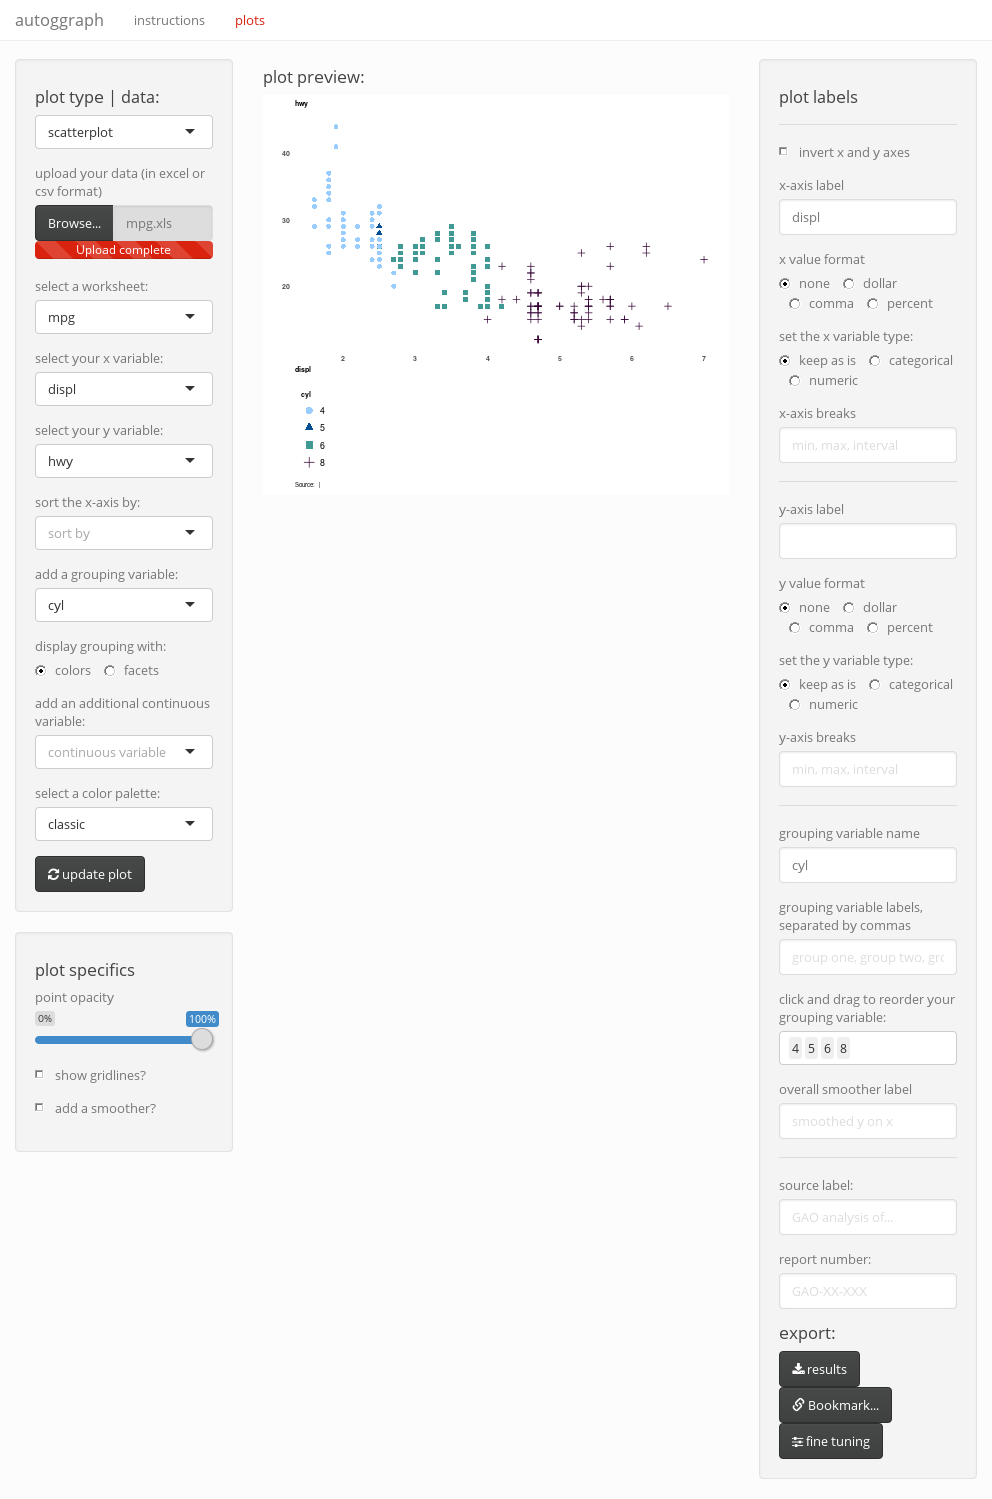 autoggraph instructions plots
plot type | data:
scatterplot
upload your data (in excel or
csv format)
Browse... mpg.xls
Upload complete
select a worksheet:
mpg
select your x variable:
displ
select your y variable:
hwy
sort the x-axis by:
sort by
add a grouping variable:
cyl
display grouping with:
colors facets
add an additional continuous
variable:
continuous variable
select a color palette:
classic
update plot
plot specifics
point opacity
0% 100%
show gridlines?
add a smoother?
plot preview:
hwy
40
30
20
2 3 4 5 6 7
displ
cyl
4
5
6
8
Source: |
plot labels
invert x and y axes
x-axis label
displ
x value format
none dollar
comma percent
set the x variable type:
keep as is categorical
numeric
x-axis breaks
min, max, interval
y-axis label
y value format
none dollar
comma percent
set the y variable type:
keep as is categorical
numeric
y-axis breaks
min, max, interval
grouping variable name
cyl
grouping variable labels,
separated by commas
group one, group two, gro
click and drag to reorder your
grouping variable:
4 5 6 8
overall smoother label
smoothed y on x
source label:
GAO analysis of...
report number:
GAO-XX-XXX
export:
results
Bookmark...
fine tuning